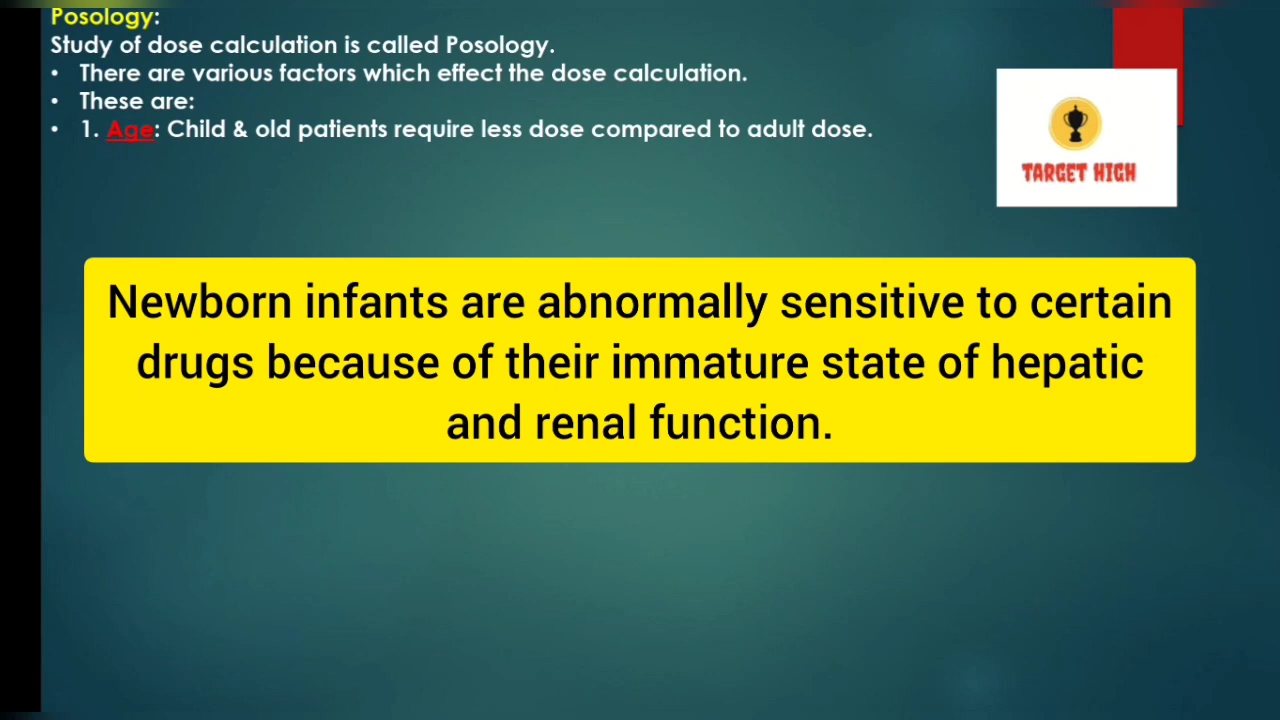 Posology:
Study of dose calculation is called Posology.
• There are various factors which effect the dose calculation.
• These are:
• 1. Age: Child & old patients require less dose compared to adult dose.
TARGET HIGH
Newborn infants are abnormally sensitive to certain
drugs because of their immature state of hepatic
and renal function.